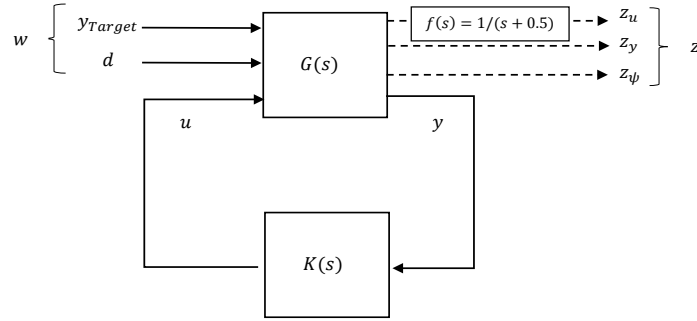 y_Target
f(s) = 1/(s + 0.5)
z_u
w
z_y
z
d
G(s)
z_ψ
u
y
K(s)